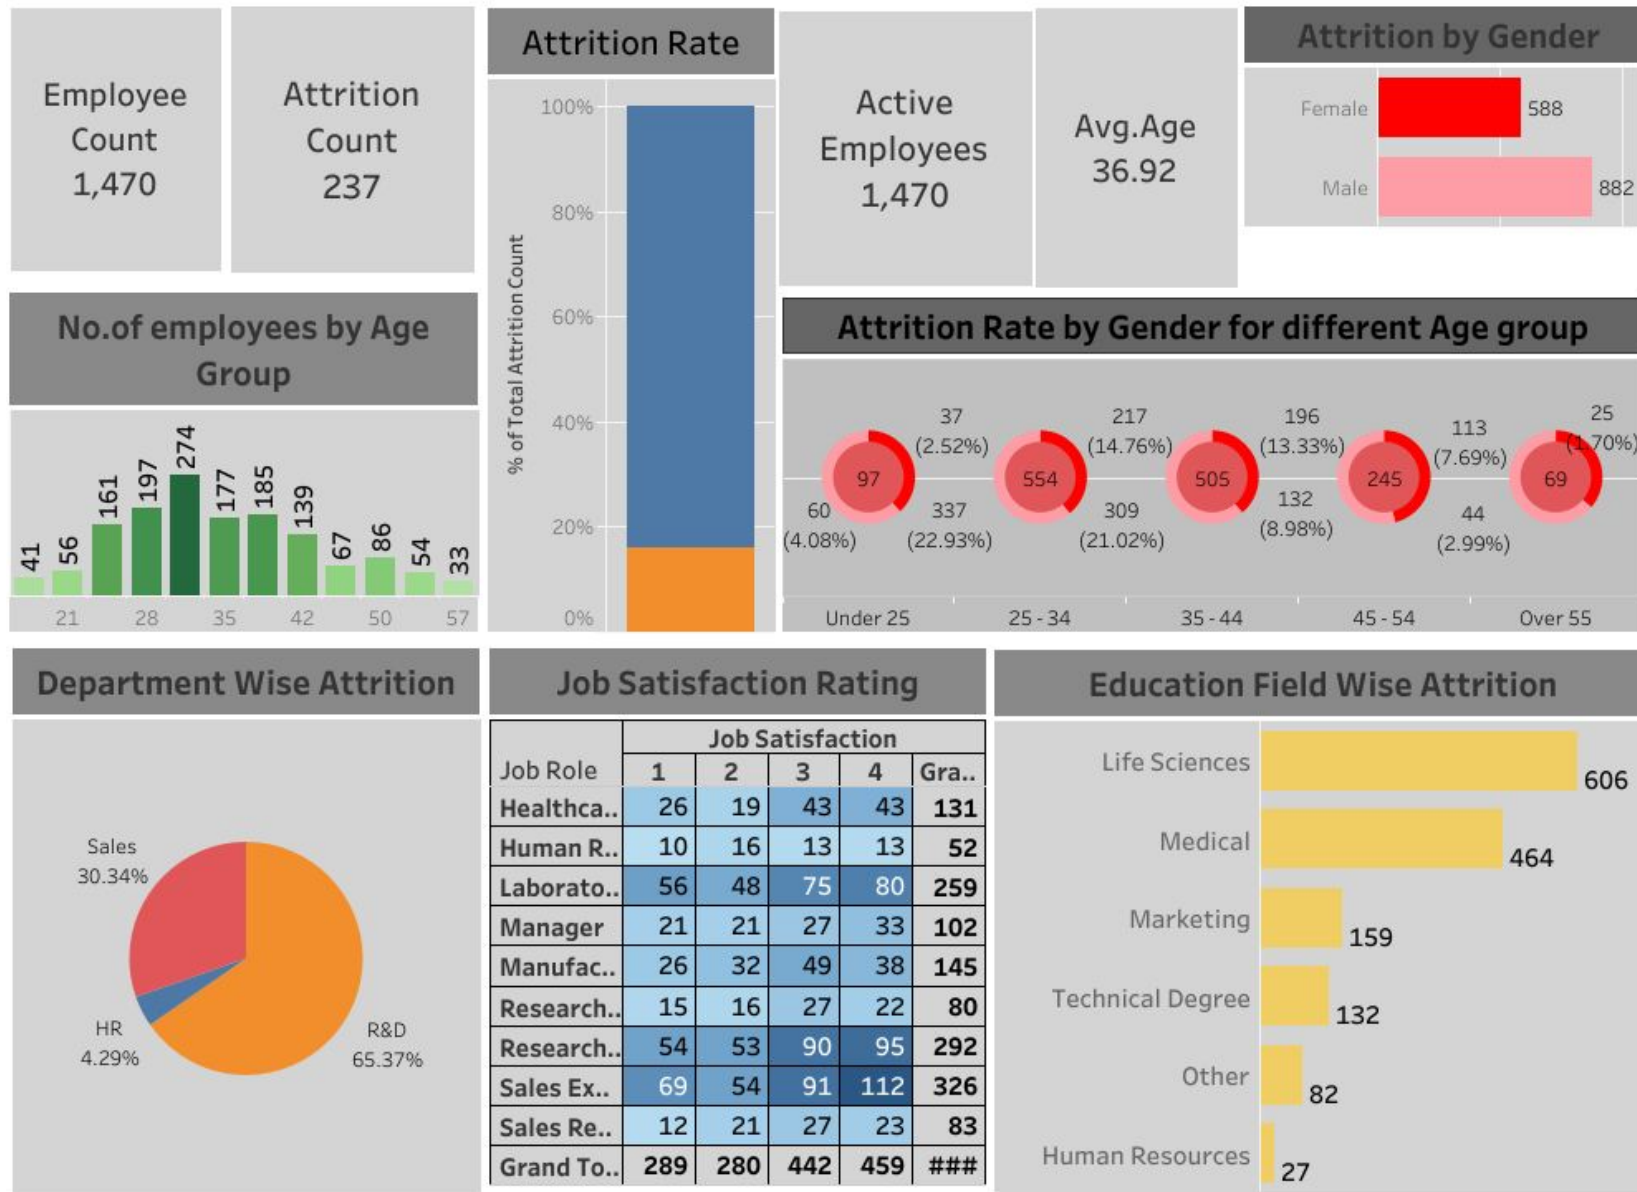 Employee
Count
1,470
Attrition
Count
237
Attrition Rate
% of Total Attrition Count
100%
80%
60%
40%
20%
0%
Active
Employees
1,470
Avg.Age
36.92
Attrition by Gender
Female 588
Male 882
No.of employees by Age
Group
41 56 161 197 274 177 185 139 67 86 54 33
21 28 35 42 50 57
Attrition Rate by Gender for different Age group
37 217 196 113 25
(2.52%) (14.76%) (13.33%) (7.69%) (1.70%)
97 554 505 245 69
60 337 309 132 44
(4.08%) (22.93%) (21.02%) (8.98%) (2.99%)
Under 25 25 - 34 35 - 44 45 - 54 Over 55
Department Wise Attrition
Sales
30.34%
HR
4.29%
R&D
65.37%
Job Satisfaction Rating
Job Satisfaction
Job Role 1 2 3 4 Gra..
Healthca.. 26 19 43 43 131
Human R.. 10 16 13 13 52
Laborato.. 56 48 75 80 259
Manager 21 21 27 33 102
Manufac.. 26 32 49 38 145
Research.. 15 16 27 22 80
Research.. 54 53 90 95 292
Sales Ex.. 69 54 91 112 326
Sales Re.. 12 21 27 23 83
Grand To.. 289 280 442 459 ###
Education Field Wise Attrition
Life Sciences 606
Medical 464
Marketing 159
Technical Degree 132
Other 82
Human Resources 27